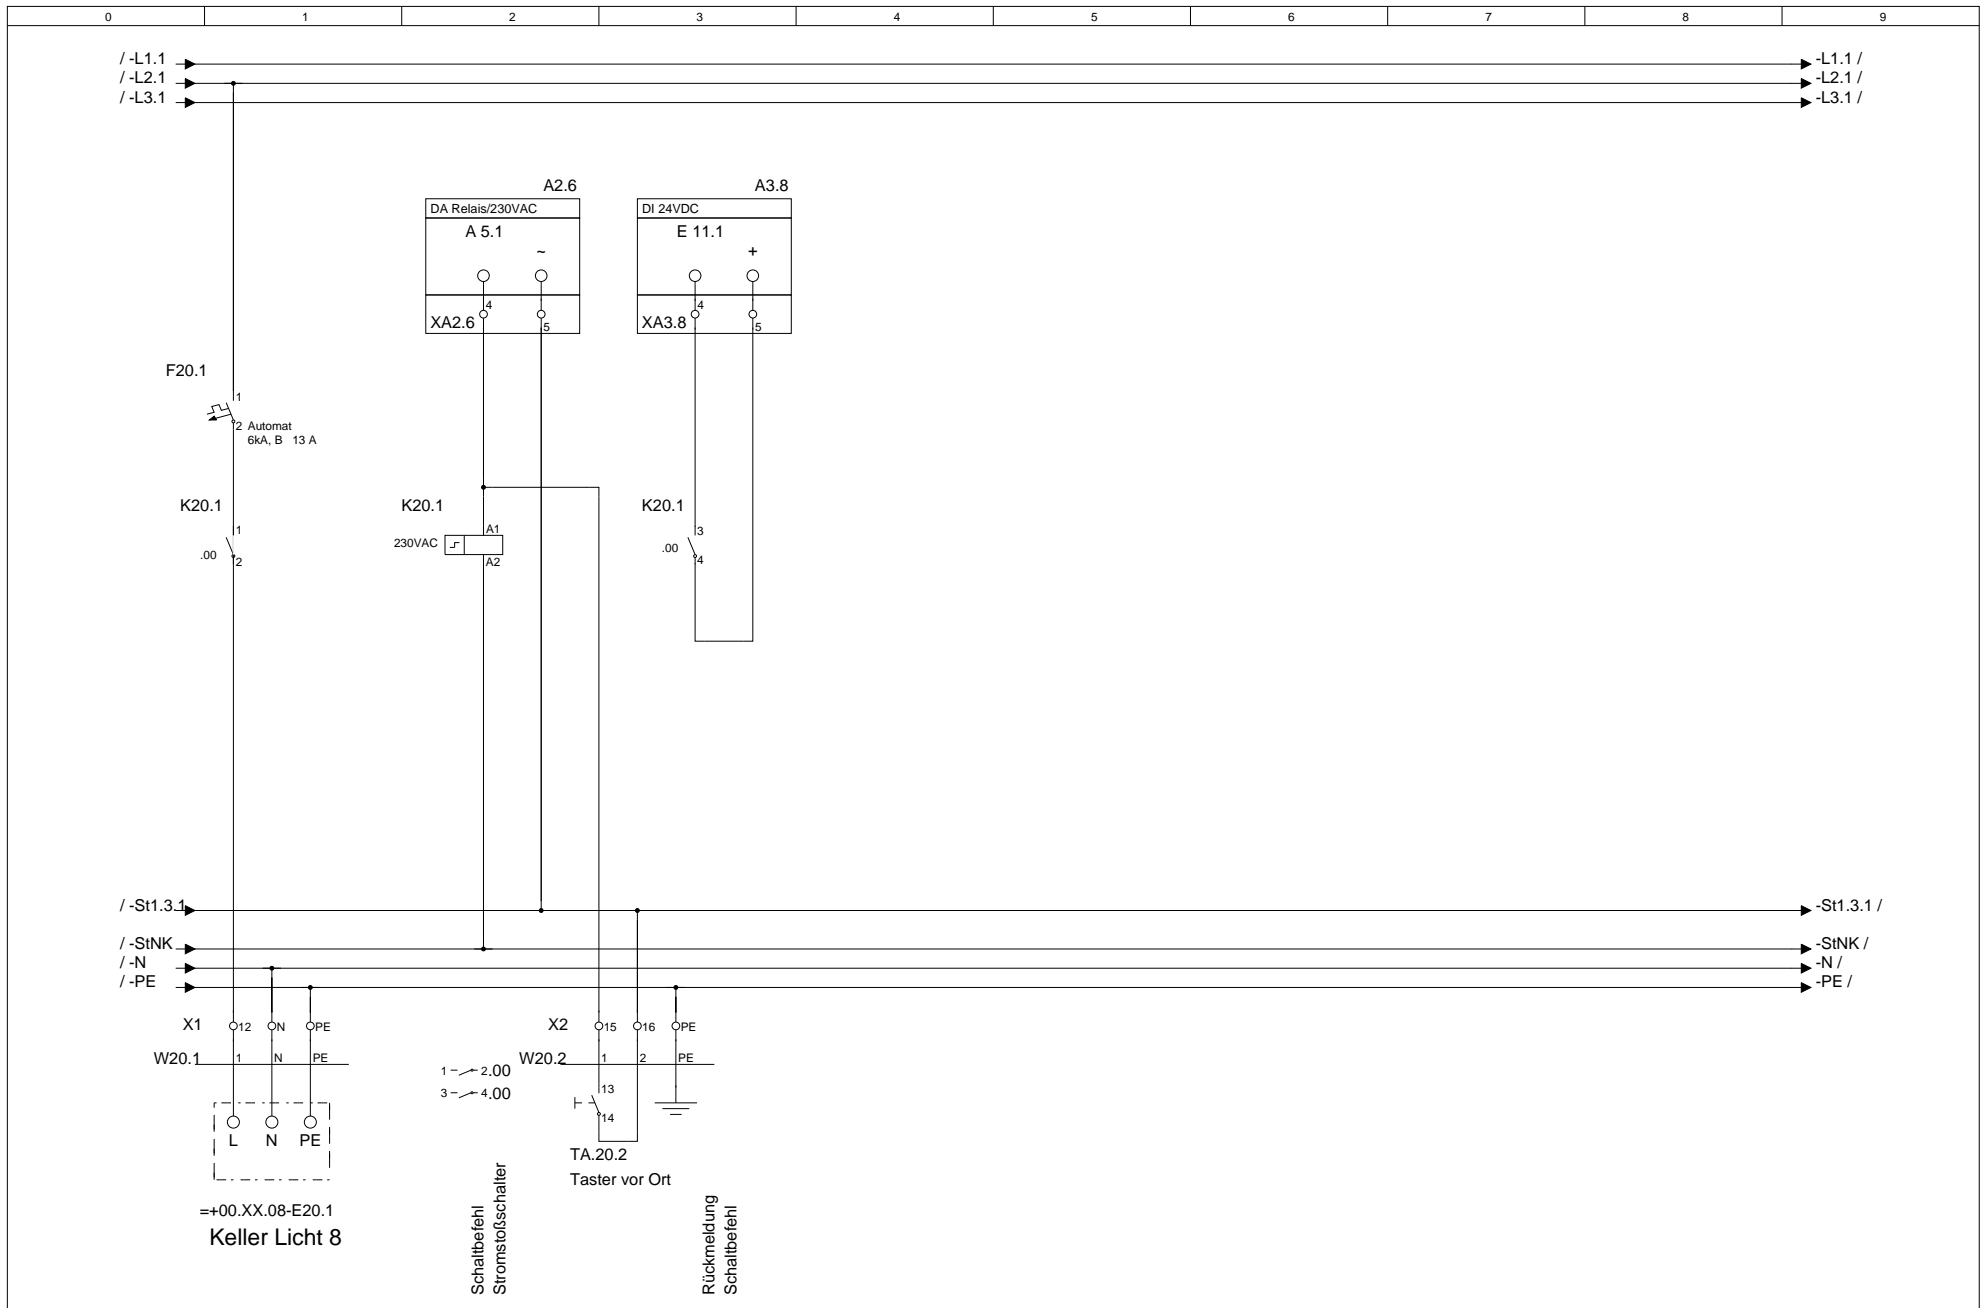 0 1 2 3 4 5 6 7 8 9
/ -L1.1 -L1.1 /
/ -L2.1 -L2.1 /
/ -L3.1 -L3.1 /
A2.6 A3.8
DA Relais/230VAC DI 24VDC
A 5.1 E 11.1
~ +
4 4
XA2.6 5 XA3.8 5
F20.1
1
2 Automat
6kA, B 13 A
K20.1 K20.1 K20.1
1 A1 3
230VAC
.00 .00
2 A2 4
/ -St1.3.1 -St1.3.1 /
/ -StNK -StNK /
/ -N -N /
/ -PE -PE /
X1 12 N PE X2 15 16 PE
W20.1 1 N PE W20.2 1 2 PE
1 2.00
3 4.00
13
14
L N PE
TA.20.2
Taster vor Ort
=+00.XX.08-E20.1
Keller Licht 8
Schaltbefehl
Stromstoßschalter
Rückmeldung
Schaltbefehl